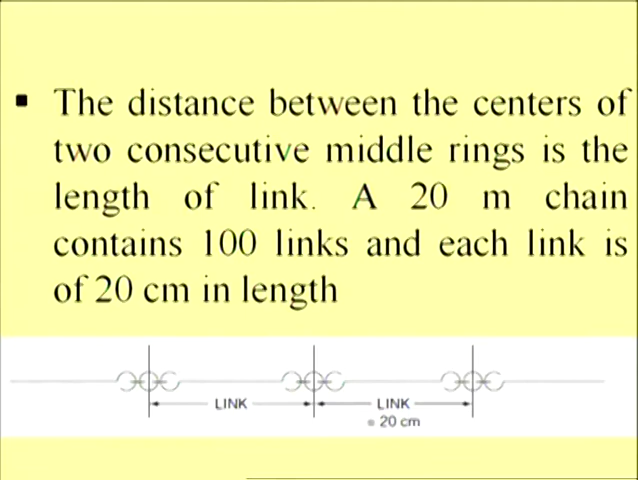 ▪ The distance between the centers of
two consecutive middle rings is the
length of link. A 20 m chain
contains 100 links and each link is
of 20 cm in length
LINK LINK
= 20 cm